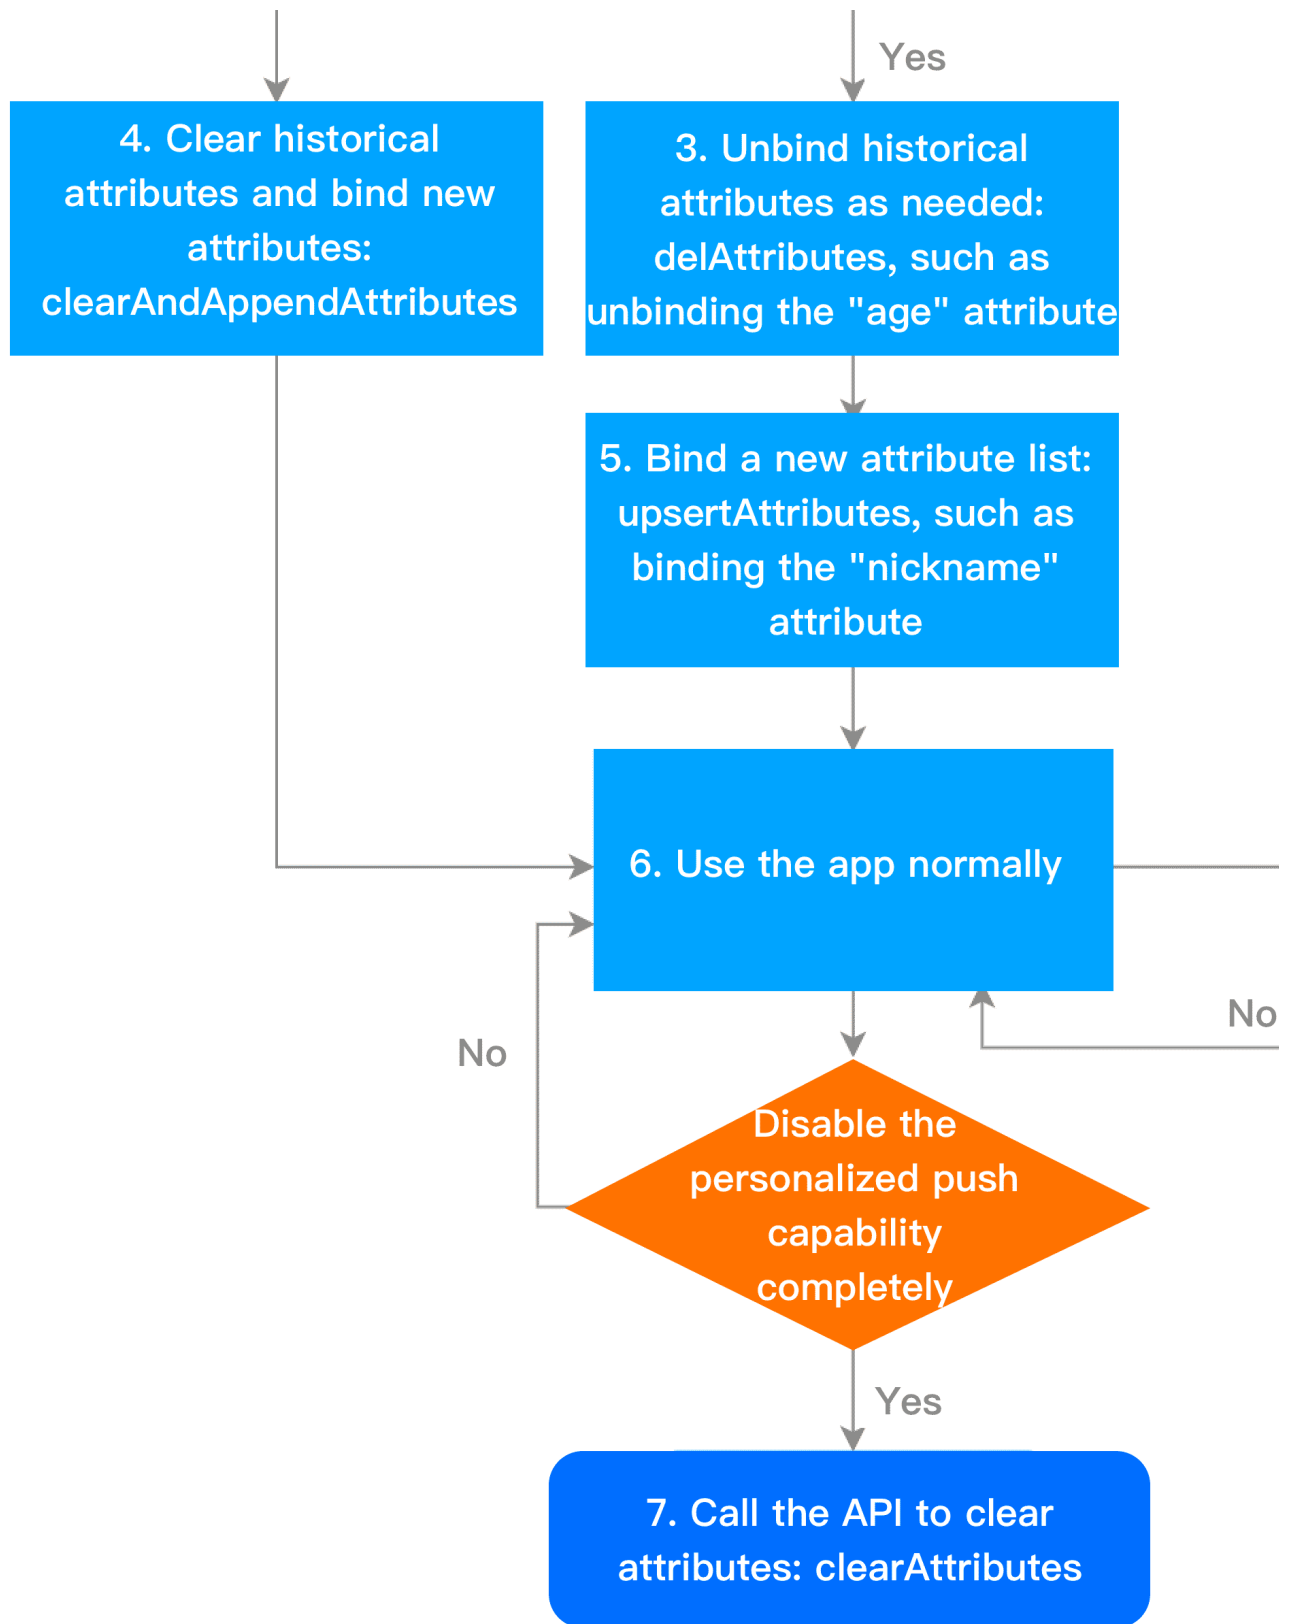 Yes
4. Clear historical
attributes and bind new
attributes:
clearAndAppendAttributes
3. Unbind historical
attributes as needed:
delAttributes, such as
unbinding the "age" attribute
5. Bind a new attribute list:
upsertAttributes, such as
binding the "nickname"
attribute
6. Use the app normally
No
No
Disable the
personalized push
capability
completely
Yes
7. Call the API to clear
attributes: clearAttributes